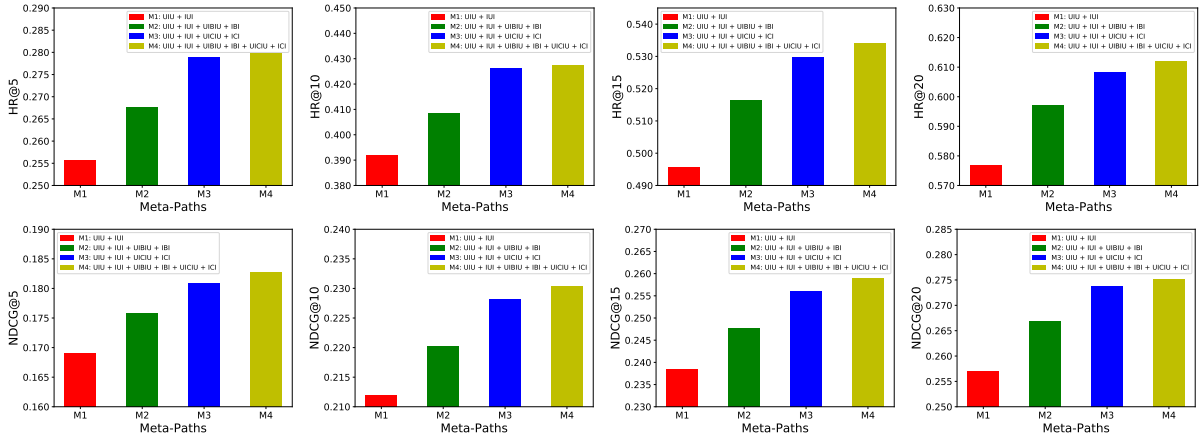 0.290
0.285
0.280
0.275
0.270
0.265
0.260
0.255
0.250
HR@5
M1: UIU + IUI
M2: UIU + IUI + UIBIU + IBI
M3: UIU + IUI + UICIU + ICI
M4: UIU + IUI + UIBIU + IBI + UICIU + ICI
M1 M2 M3 M4
Meta-Paths
0.450
0.440
0.430
0.420
0.410
0.400
0.390
0.380
HR@10
M1: UIU + IUI
M2: UIU + IUI + UIBIU + IBI
M3: UIU + IUI + UICIU + ICI
M4: UIU + IUI + UIBIU + IBI + UICIU + ICI
M1 M2 M3 M4
Meta-Paths
0.545
0.530
0.520
0.510
0.500
0.490
HR@15
M1: UIU + IUI
M2: UIU + IUI + UIBIU + IBI
M3: UIU + IUI + UICIU + ICI
M4: UIU + IUI + UIBIU + IBI + UICIU + ICI
M1 M2 M3 M4
Meta-Paths
0.630
0.620
0.610
0.600
0.590
0.580
0.570
HR@20
M1: UIU + IUI
M2: UIU + IUI + UIBIU + IBI
M3: UIU + IUI + UICIU + ICI
M4: UIU + IUI + UIBIU + IBI + UICIU + ICI
M1 M2 M3 M4
Meta-Paths
0.190
0.185
0.180
0.175
0.170
0.165
0.160
NDCG@5
M1: UIU + IUI
M2: UIU + IUI + UIBIU + IBI
M3: UIU + IUI + UICIU + ICI
M4: UIU + IUI + UIBIU + IBI + UICIU + ICI
M1 M2 M3 M4
Meta-Paths
0.240
0.235
0.230
0.225
0.220
0.215
0.210
NDCG@10
M1: UIU + IUI
M2: UIU + IUI + UIBIU + IBI
M3: UIU + IUI + UICIU + ICI
M4: UIU + IUI + UIBIU + IBI + UICIU + ICI
M1 M2 M3 M4
Meta-Paths
0.270
0.265
0.260
0.255
0.250
0.245
0.240
0.235
0.230
NDCG@15
M1: UIU + IUI
M2: UIU + IUI + UIBIU + IBI
M3: UIU + IUI + UICIU + ICI
M4: UIU + IUI + UIBIU + IBI + UICIU + ICI
M1 M2 M3 M4
Meta-Paths
0.285
0.280
0.275
0.270
0.265
0.260
0.255
0.250
NDCG@20
M1: UIU + IUI
M2: UIU + IUI + UIBIU + IBI
M3: UIU + IUI + UICIU + ICI
M4: UIU + IUI + UIBIU + IBI + UICIU + ICI
M1 M2 M3 M4
Meta-Paths